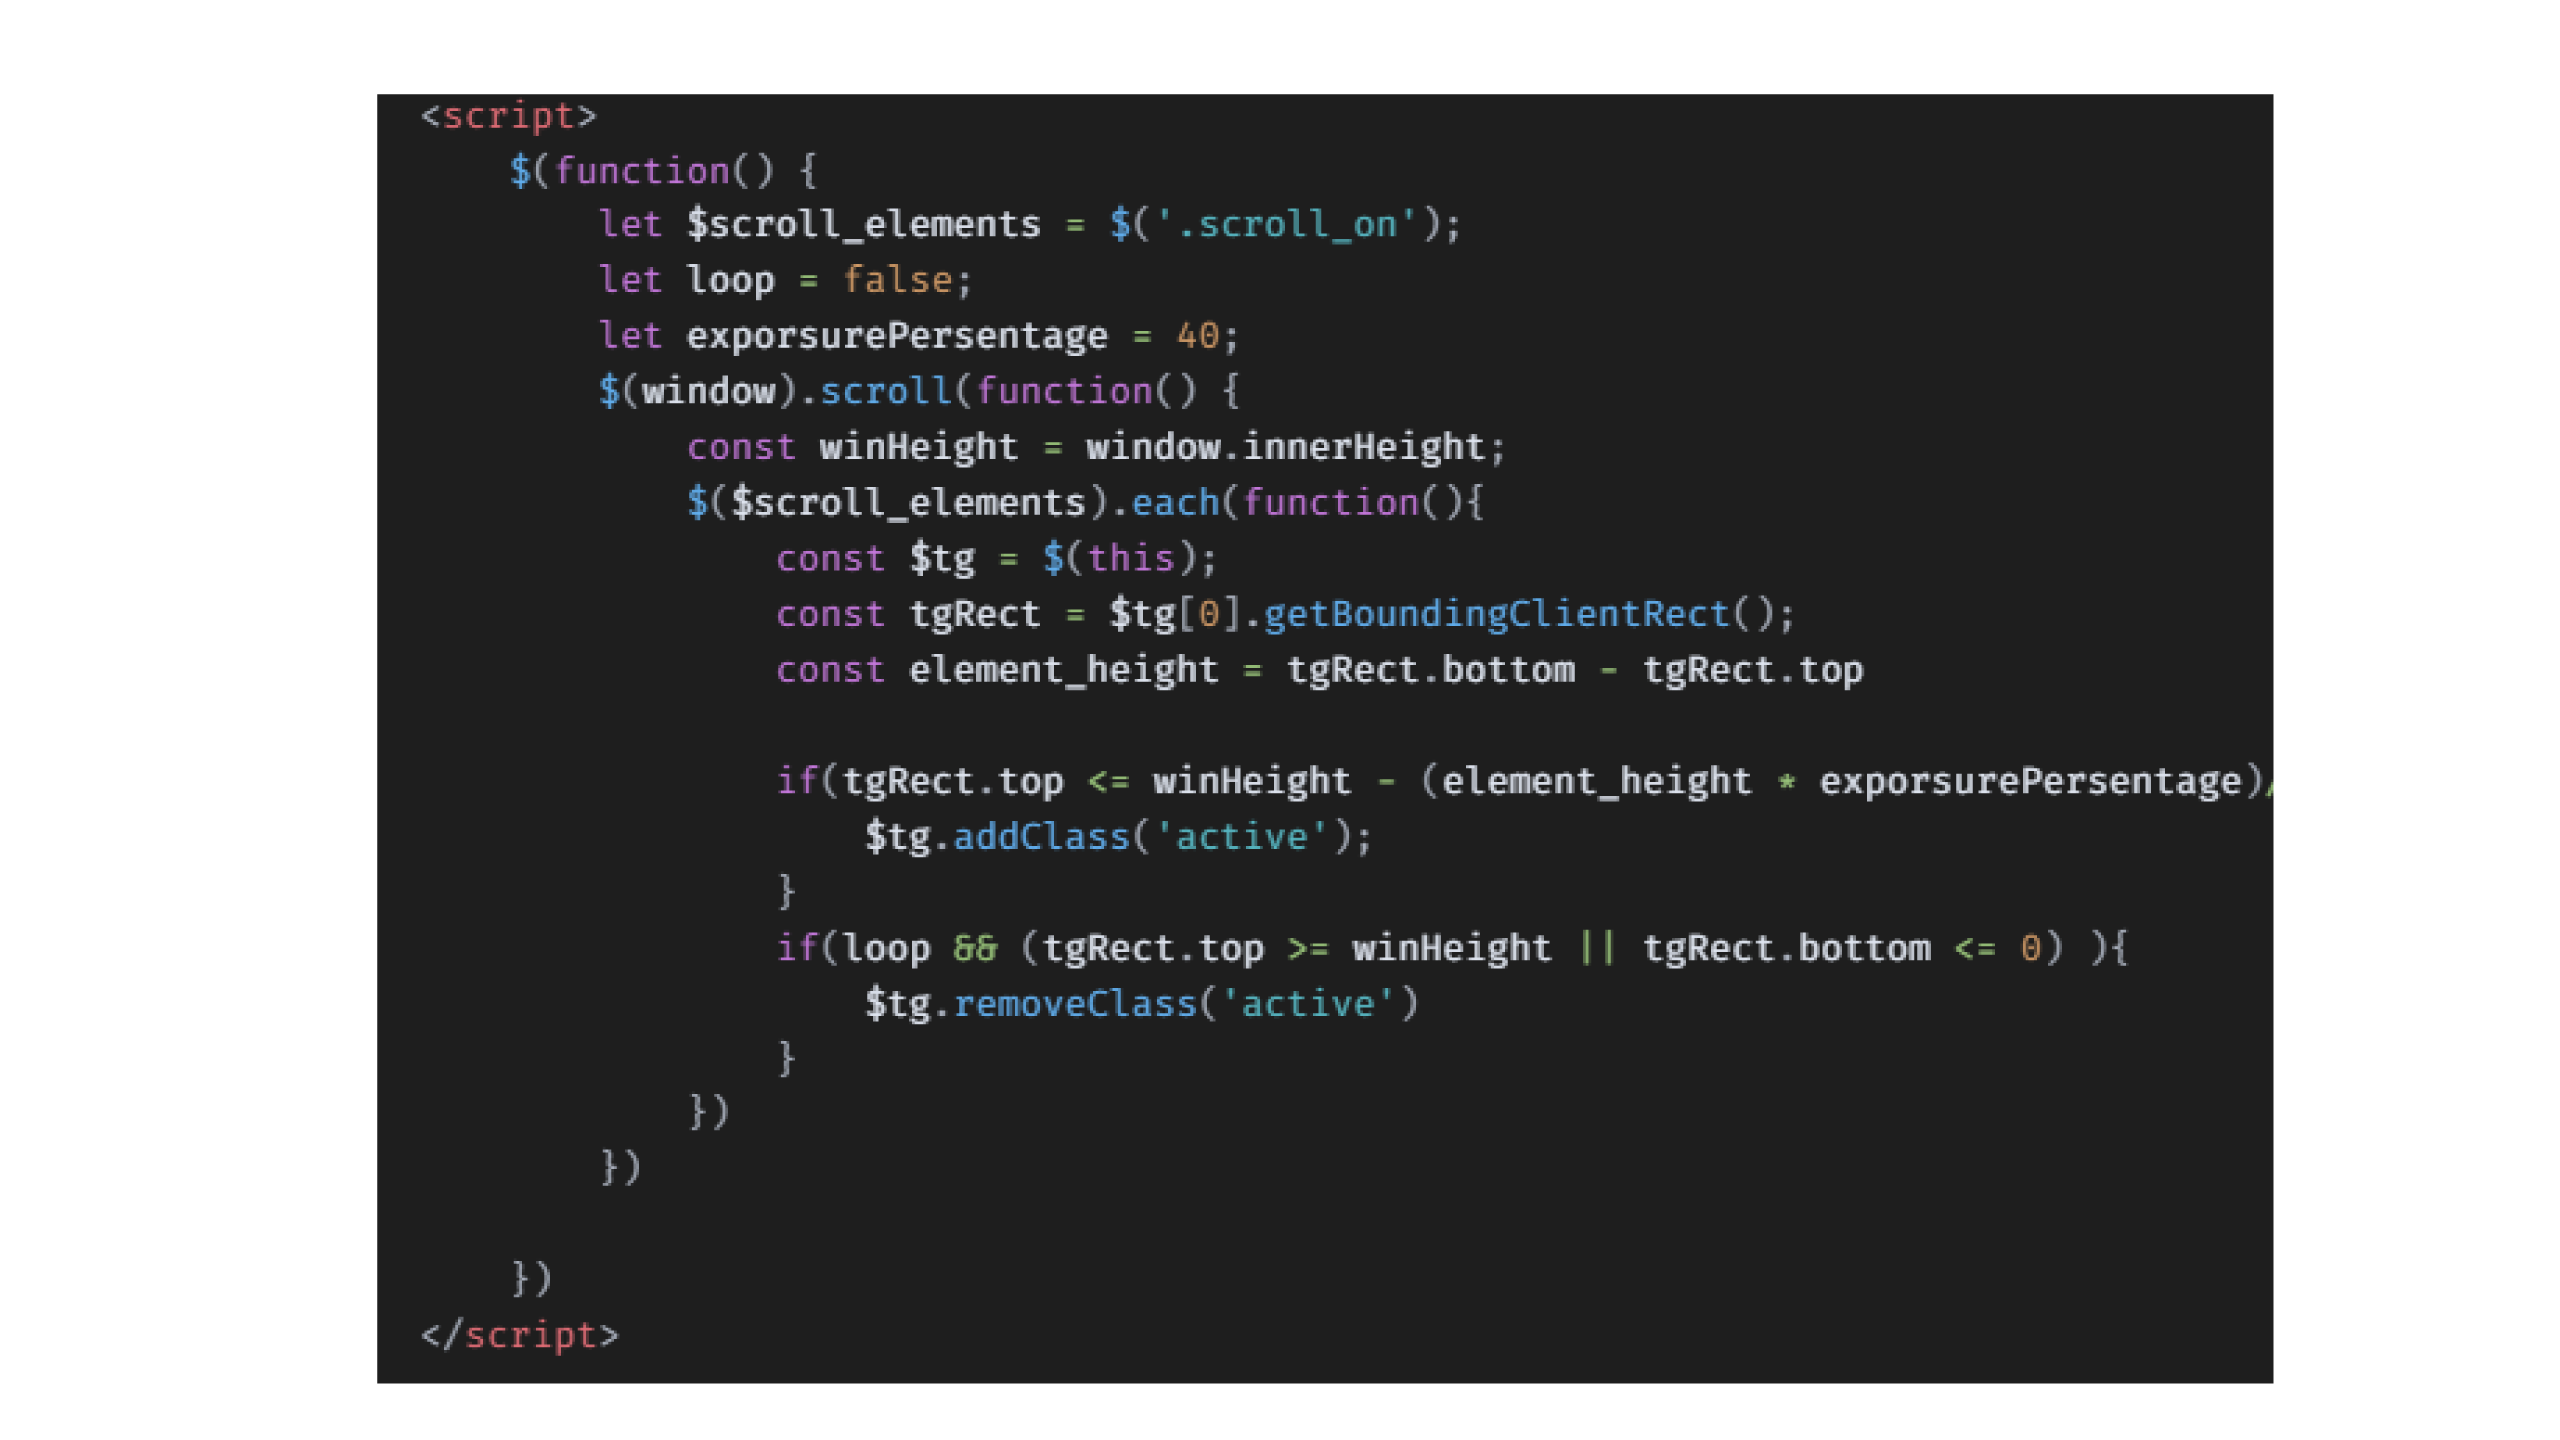 <script>
$(function() {
let $scroll_elements = $('.scroll_on');
let loop = false;
let exporsurePersentage = 40;
$(window).scroll(function() {
const winHeight = window.innerHeight;
$($scroll_elements).each(function(){
const $tg = $(this);
const tgRect = $tg[0].getBoundingClientRect();
const element_height = tgRect.bottom - tgRect.top
if(tgRect.top <= winHeight - (element_height * exporsurePersentage)/
$tg.addClass('active');
}
if(loop && (tgRect.top >= winHeight || tgRect.bottom <= 0) ){
$tg.removeClass('active')
}
})
})
})
</script>